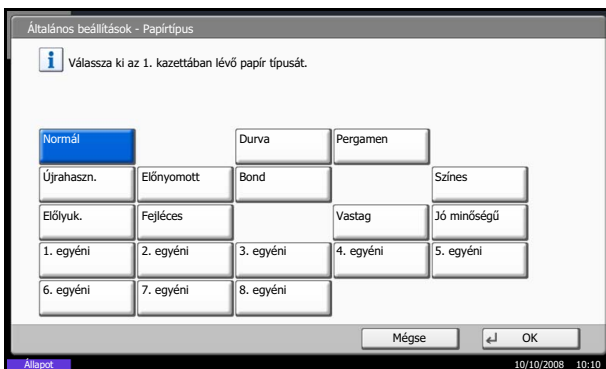 Általános beállítások - Papírtípus
Válassza ki az 1. kazettában lévő papír típusát.
Normál Durva Pergamen
Újrahaszn. Előnyomott Bond Színes
Előlyuk. Fejléces Vastag Jó minőségű
1. egyéni 2. egyéni 3. egyéni 4. egyéni 5. egyéni
6. egyéni 7. egyéni 8. egyéni
Mégse OK
Állapot 10/10/2008 10:10